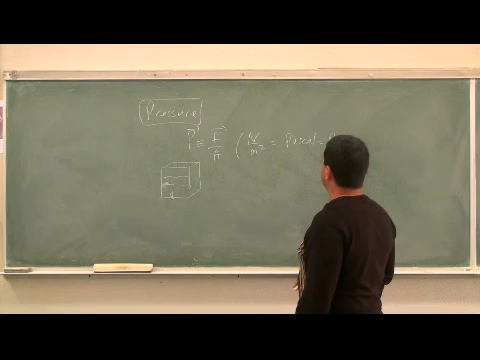 Pressure
P = F/A (N/m² = Pascal =